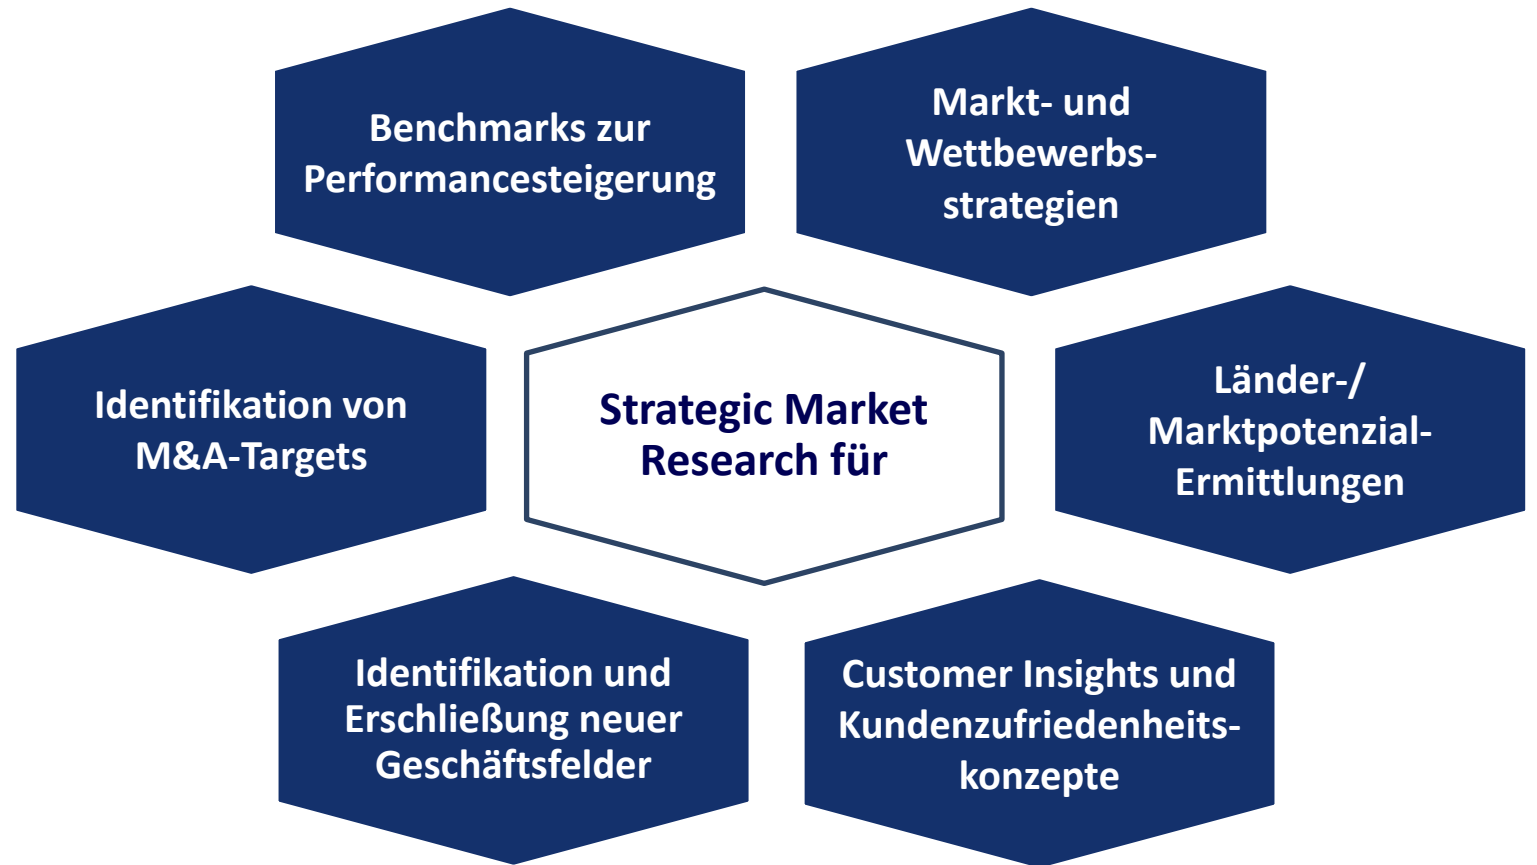 Benchmarks zur
Performancesteigerung
Markt- und
Wettbewerbs-
strategien
Identifikation von
M&A-Targets
Strategic Market
Research für
Länder-/
Marktpotenzial-
Ermittlungen
Identifikation und
Erschließung neuer
Geschäftsfelder
Customer Insights und
Kundenzufriedenheits-
konzepte